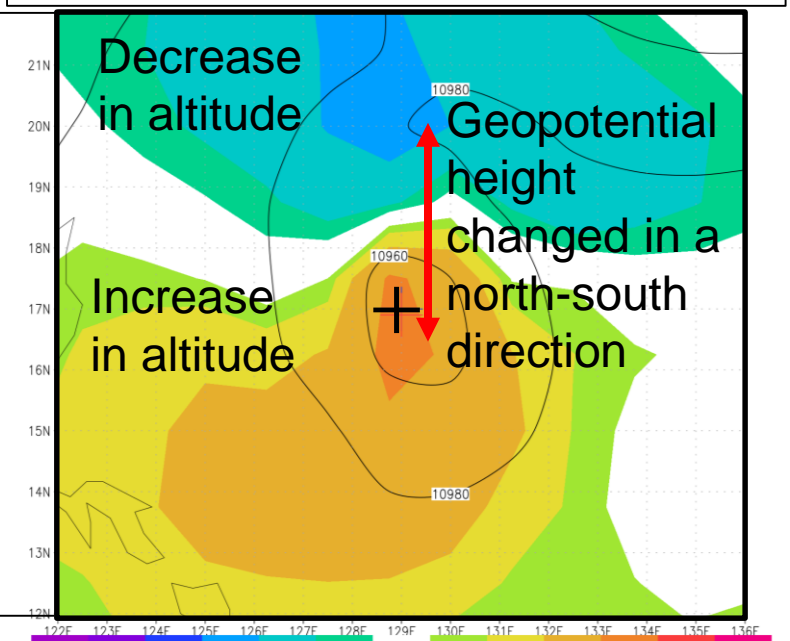 21N
Decrease
in altitude
10980
20N
Geopotential
height
changed in a
north-south
direction
19N
18N
10960
Increase
in altitude
17N
16N
15N
14N
10980
13N
12N
122E 123E 124E 125E 126E 127E 128E 129E 130E 131E 132E 133E 134E 135E 136E